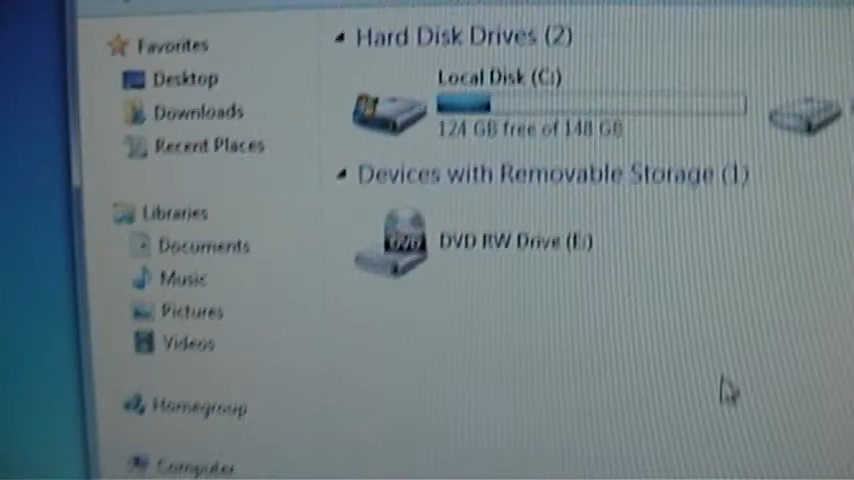 Favorites
Desktop
Downloads
Recent Places
Libraries
Documents
Music
Pictures
Videos
Homegroup
Computer
Hard Disk Drives (2)
Local Disk (C:)
124 GB free of 148 GB
Devices with Removable Storage (1)
DVD
DVD RW Drive (E:)